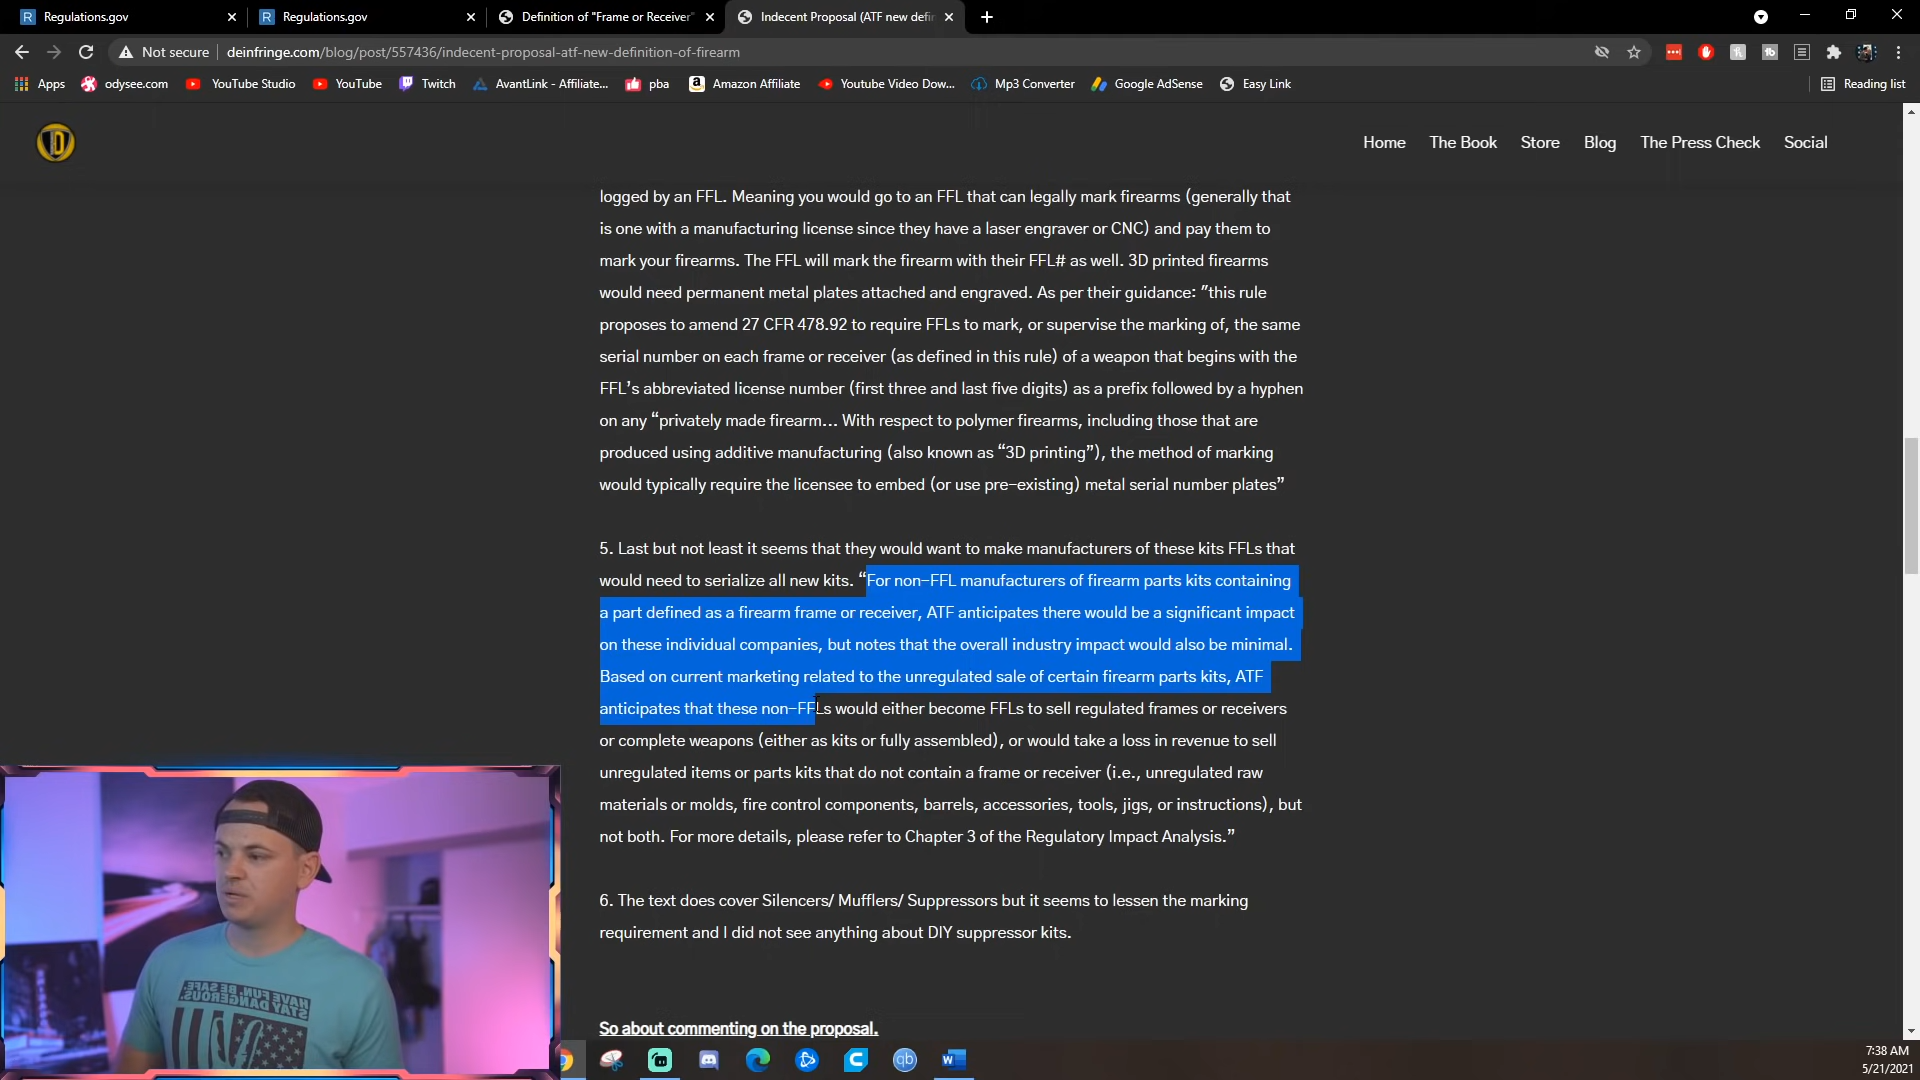 Regulations.gov
Regulations.gov
Definition of "Frame or Receiver"
Indecent Proposal (ATF new defin
Not secure
deinfringe.com/blog/post/557436/indecent-proposal-atf-new-definition-of-firearm
Apps
odysee.com
YouTube Studio
YouTube
Twitch
AvantLink - Affiliate...
pba
Amazon Affiliate
Youtube Video Dow...
Mp3 Converter
Google AdSense
Easy Link
Reading list
Home
The Book
Store
Blog
The Press Check
Social
logged by an FFL. Meaning you would go to an FFL that can legally mark firearms (generally that
is one with a manufacturing license since they have a laser engraver or CNC) and pay them to
mark your firearms. The FFL will mark the firearm with their FFL# as well. 3D printed firearms
would need permanent metal plates attached and engraved. As per their guidance: "this rule
proposes to amend 27 CFR 478.92 to require FFLs to mark, or supervise the marking of, the same
serial number on each frame or receiver (as defined in this rule) of a weapon that begins with the
FFL's abbreviated license number (first three and last five digits) as a prefix followed by a hyphen
on any “privately made firearm... With respect to polymer firearms, including those that are
produced using additive manufacturing (also known as “3D printing”), the method of marking
would typically require the licensee to embed (or use pre-existing) metal serial number plates”
5. Last but not least it seems that they would want to make manufacturers of these kits FFLs that
would need to serialize all new kits. “For non-FFL manufacturers of firearm parts kits containing
a part defined as a firearm frame or receiver, ATF anticipates there would be a significant impact
on these individual companies, but notes that the overall industry impact would also be minimal.
Based on current marketing related to the unregulated sale of certain firearm parts kits, ATF
anticipates that these non-FFLs would either become FFLs to sell regulated frames or receivers
or complete weapons (either as kits or fully assembled), or would take a loss in revenue to sell
unregulated items or parts kits that do not contain a frame or receiver (i.e., unregulated raw
materials or molds, fire control components, barrels, accessories, tools, jigs, or instructions), but
not both. For more details, please refer to Chapter 3 of the Regulatory Impact Analysis.”
6. The text does cover Silencers/ Mufflers/ Suppressors but it seems to lessen the marking
requirement and I did not see anything about DIY suppressor kits.
So about commenting on the proposal.
HAVE FUN. BE SAFE.
STAY DANGEROUS.
7:38 AM
5/21/2021